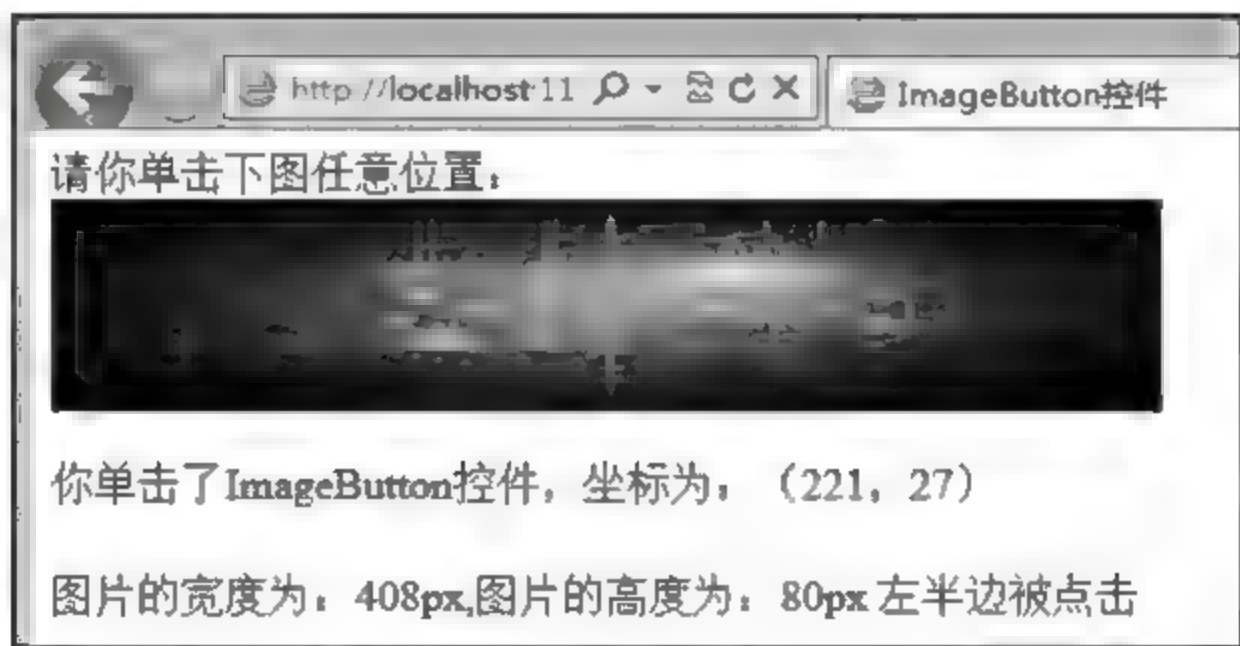 http://localhost:11
ImageButton控件
请你单击下图任意位置：
你单击了ImageButton控件，坐标为：（221，27）
图片的宽度为：408px,图片的高度为：80px 左半边被点击